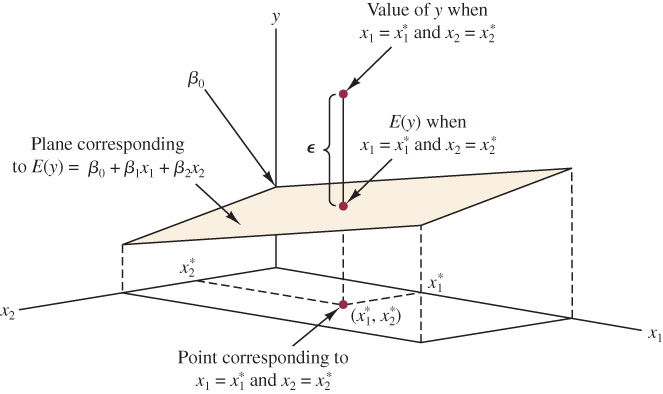 y
Value of y when
x₁ = x₁* and x₂ = x₂*
β₀
E(y) when
x₁ = x₁* and x₂ = x₂*
ϵ
Plane corresponding
to E(y) = β₀ + β₁x₁ + β₂x₂
x₂*
x₁*
x₂
(x₁*, x₂*)
x₁
Point corresponding to
x₁ = x₁* and x₂ = x₂*